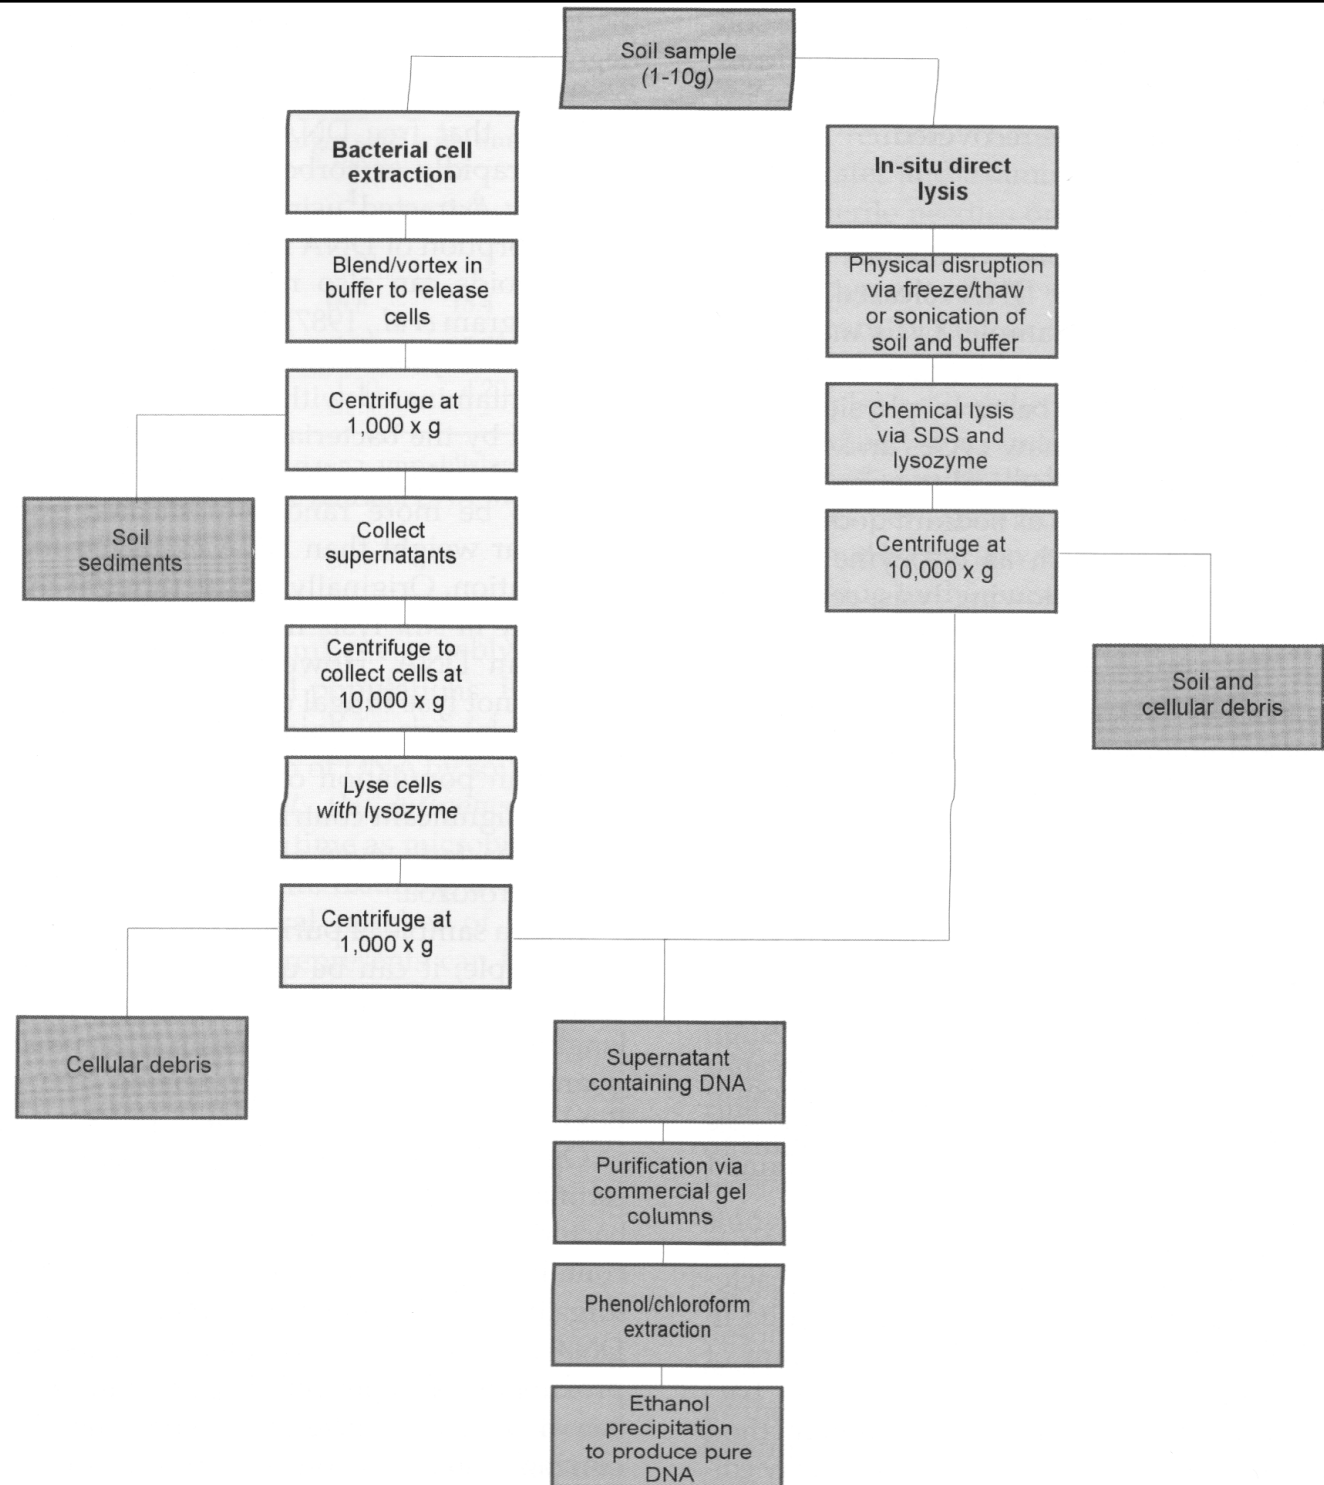 Soil sample
(1-10g)
Bacterial cell
extraction
Blend/vortex in
buffer to release
cells
Centrifuge at
1,000 x g
Soil
sediments
Collect
supernatants
Centrifuge to
collect cells at
10,000 x g
Lyse cells
with lysozyme
Centrifuge at
1,000 x g
Cellular debris
In-situ direct
lysis
Physical disruption
via freeze/thaw
or sonication of
soil and buffer
Chemical lysis
via SDS and
lysozyme
Centrifuge at
10,000 x g
Soil and
cellular debris
Supernatant
containing DNA
Purification via
commercial gel
columns
Phenol/chloroform
extraction
Ethanol
precipitation
to produce pure
DNA